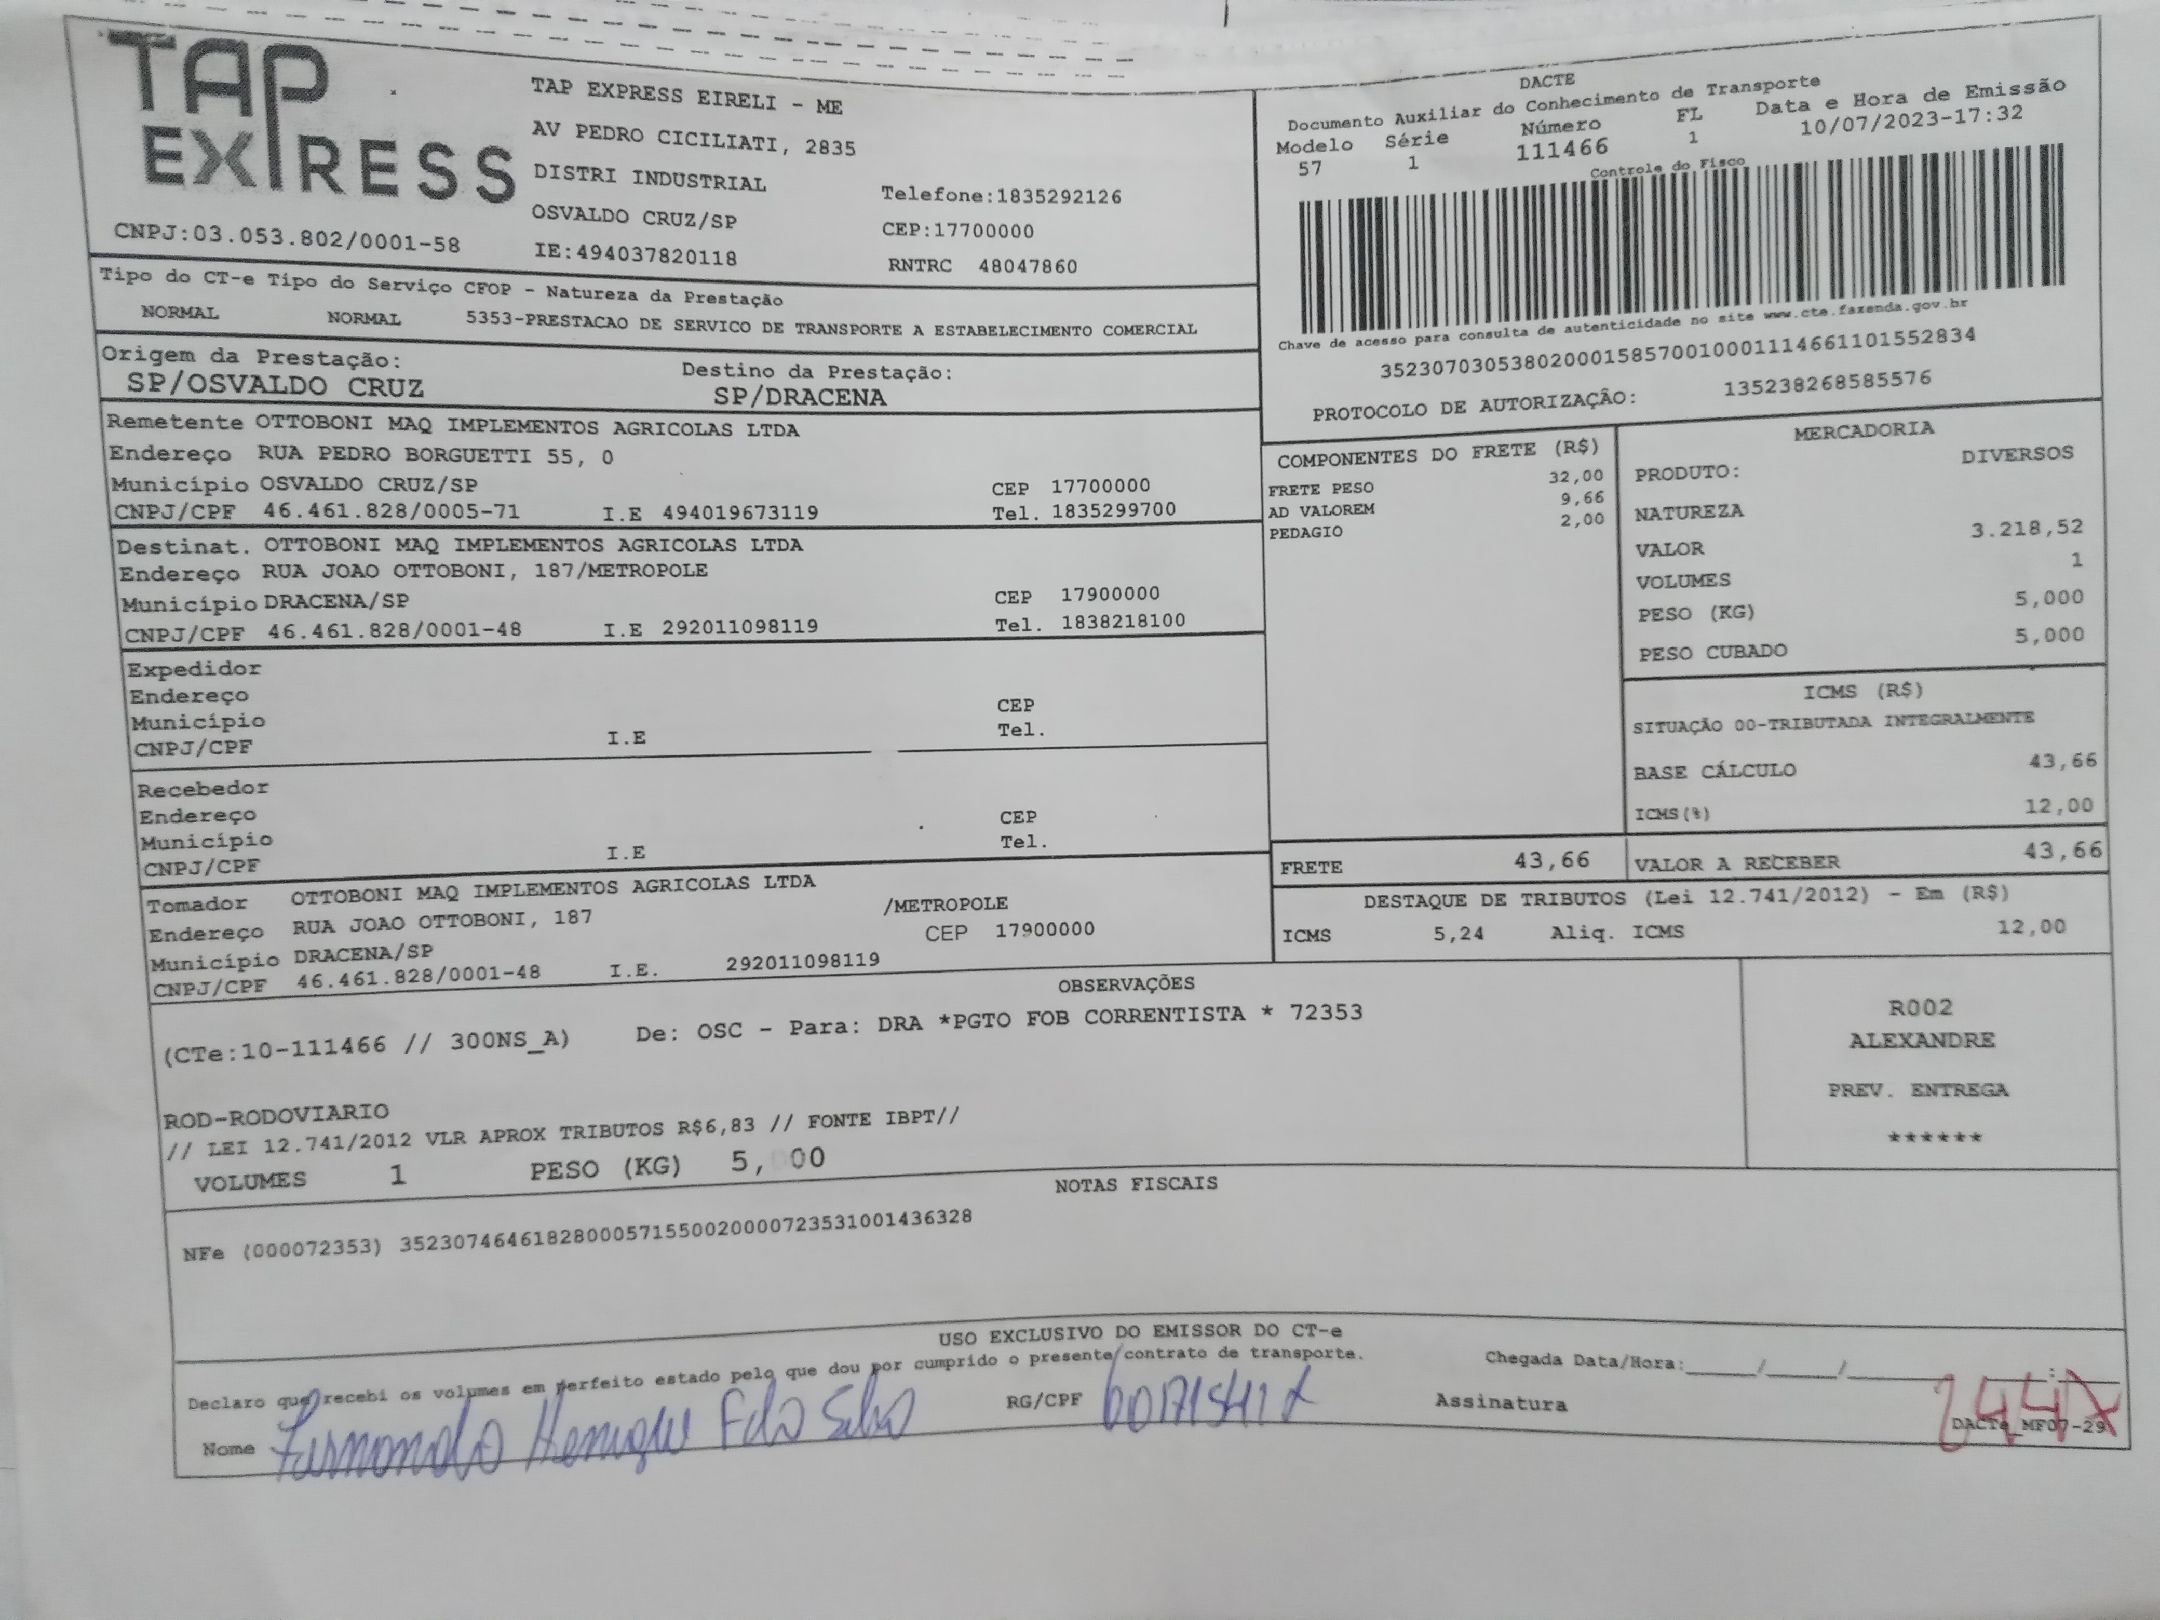 TAP EXPRESS
TAP EXPRESS EIRELI - ME
AV PEDRO CICILIATI, 2835
DISTRI INDUSTRIAL
Telefone:1835292126
OSVALDO CRUZ/SP
CEP:17700000
CNPJ:03.053.802/0001-58
IE:494037820118
RNTRC 48047860
DACTE
Documento Auxiliar do Conhecimento de Transporte
Modelo Série Número FL Data e Hora de Emissão
57 1 111466 1 10/07/2023-17:32
Controle do Fisco
Chave de acesso para consulta de autenticidade no site www.cte.fazenda.gov.br
35230703053802000158570010001114661101552834
PROTOCOLO DE AUTORIZAÇÃO: 135238268585576
Tipo do CT-e Tipo do Serviço CFOP - Natureza da Prestação
NORMAL NORMAL 5353-PRESTACAO DE SERVICO DE TRANSPORTE A ESTABELECIMENTO COMERCIAL
Origem da Prestação: Destino da Prestação:
SP/OSVALDO CRUZ SP/DRACENA
Remetente OTTOBONI MAQ IMPLEMENTOS AGRICOLAS LTDA
Endereço RUA PEDRO BORGUETTI 55, 0
Município OSVALDO CRUZ/SP CEP 17700000
CNPJ/CPF 46.461.828/0005-71 I.E 494019673119 Tel. 1835299700
Destinat. OTTOBONI MAQ IMPLEMENTOS AGRICOLAS LTDA
Endereço RUA JOAO OTTOBONI, 187/METROPOLE
Município DRACENA/SP CEP 17900000
CNPJ/CPF 46.461.828/0001-48 I.E 292011098119 Tel. 1838218100
Expedidor
Endereço
Município CEP
CNPJ/CPF I.E Tel.
Recebedor
Endereço
Município CEP
CNPJ/CPF I.E Tel.
Tomador OTTOBONI MAQ IMPLEMENTOS AGRICOLAS LTDA
Endereço RUA JOAO OTTOBONI, 187 /METROPOLE
Município DRACENA/SP CEP 17900000
CNPJ/CPF 46.461.828/0001-48 I.E. 292011098119
COMPONENTES DO FRETE (R$)
FRETE PESO 32,00
AD VALOREM 9,66
PEDAGIO 2,00
MERCADORIA
PRODUTO: DIVERSOS
NATUREZA
VALOR 3.218,52
VOLUMES 1
PESO (KG) 5,000
PESO CUBADO 5,000
ICMS (R$)
SITUAÇÃO 00-TRIBUTADA INTEGRALMENTE
BASE CÁLCULO 43,66
ICMS(%) 12,00
FRETE 43,66 VALOR A RECEBER 43,66
DESTAQUE DE TRIBUTOS (Lei 12.741/2012) - Em (R$)
ICMS 5,24 Aliq. ICMS 12,00
OBSERVAÇÕES
(CTe:10-111466 // 300NS_A) De: OSC - Para: DRA *PGTO FOB CORRENTISTA * 72353
ROD-RODOVIARIO
// LEI 12.741/2012 VLR APROX TRIBUTOS R$6,83 // FONTE IBPT//
VOLUMES 1 PESO (KG) 5, 00
R002
ALEXANDRE
PREV. ENTREGA
******
NOTAS FISCAIS
NFe (000072353) 35230746461828000571550020000723531001436328
USO EXCLUSIVO DO EMISSOR DO CT-e
Declaro que recebi os volumes em perfeito estado pelo que dou por cumprido o presente contrato de transporte. Chegada Data/Hora:____/____/____ __:__
Nome Fernando Henrique F da Silva RG/CPF Assinatura
DACTe_MF07-29